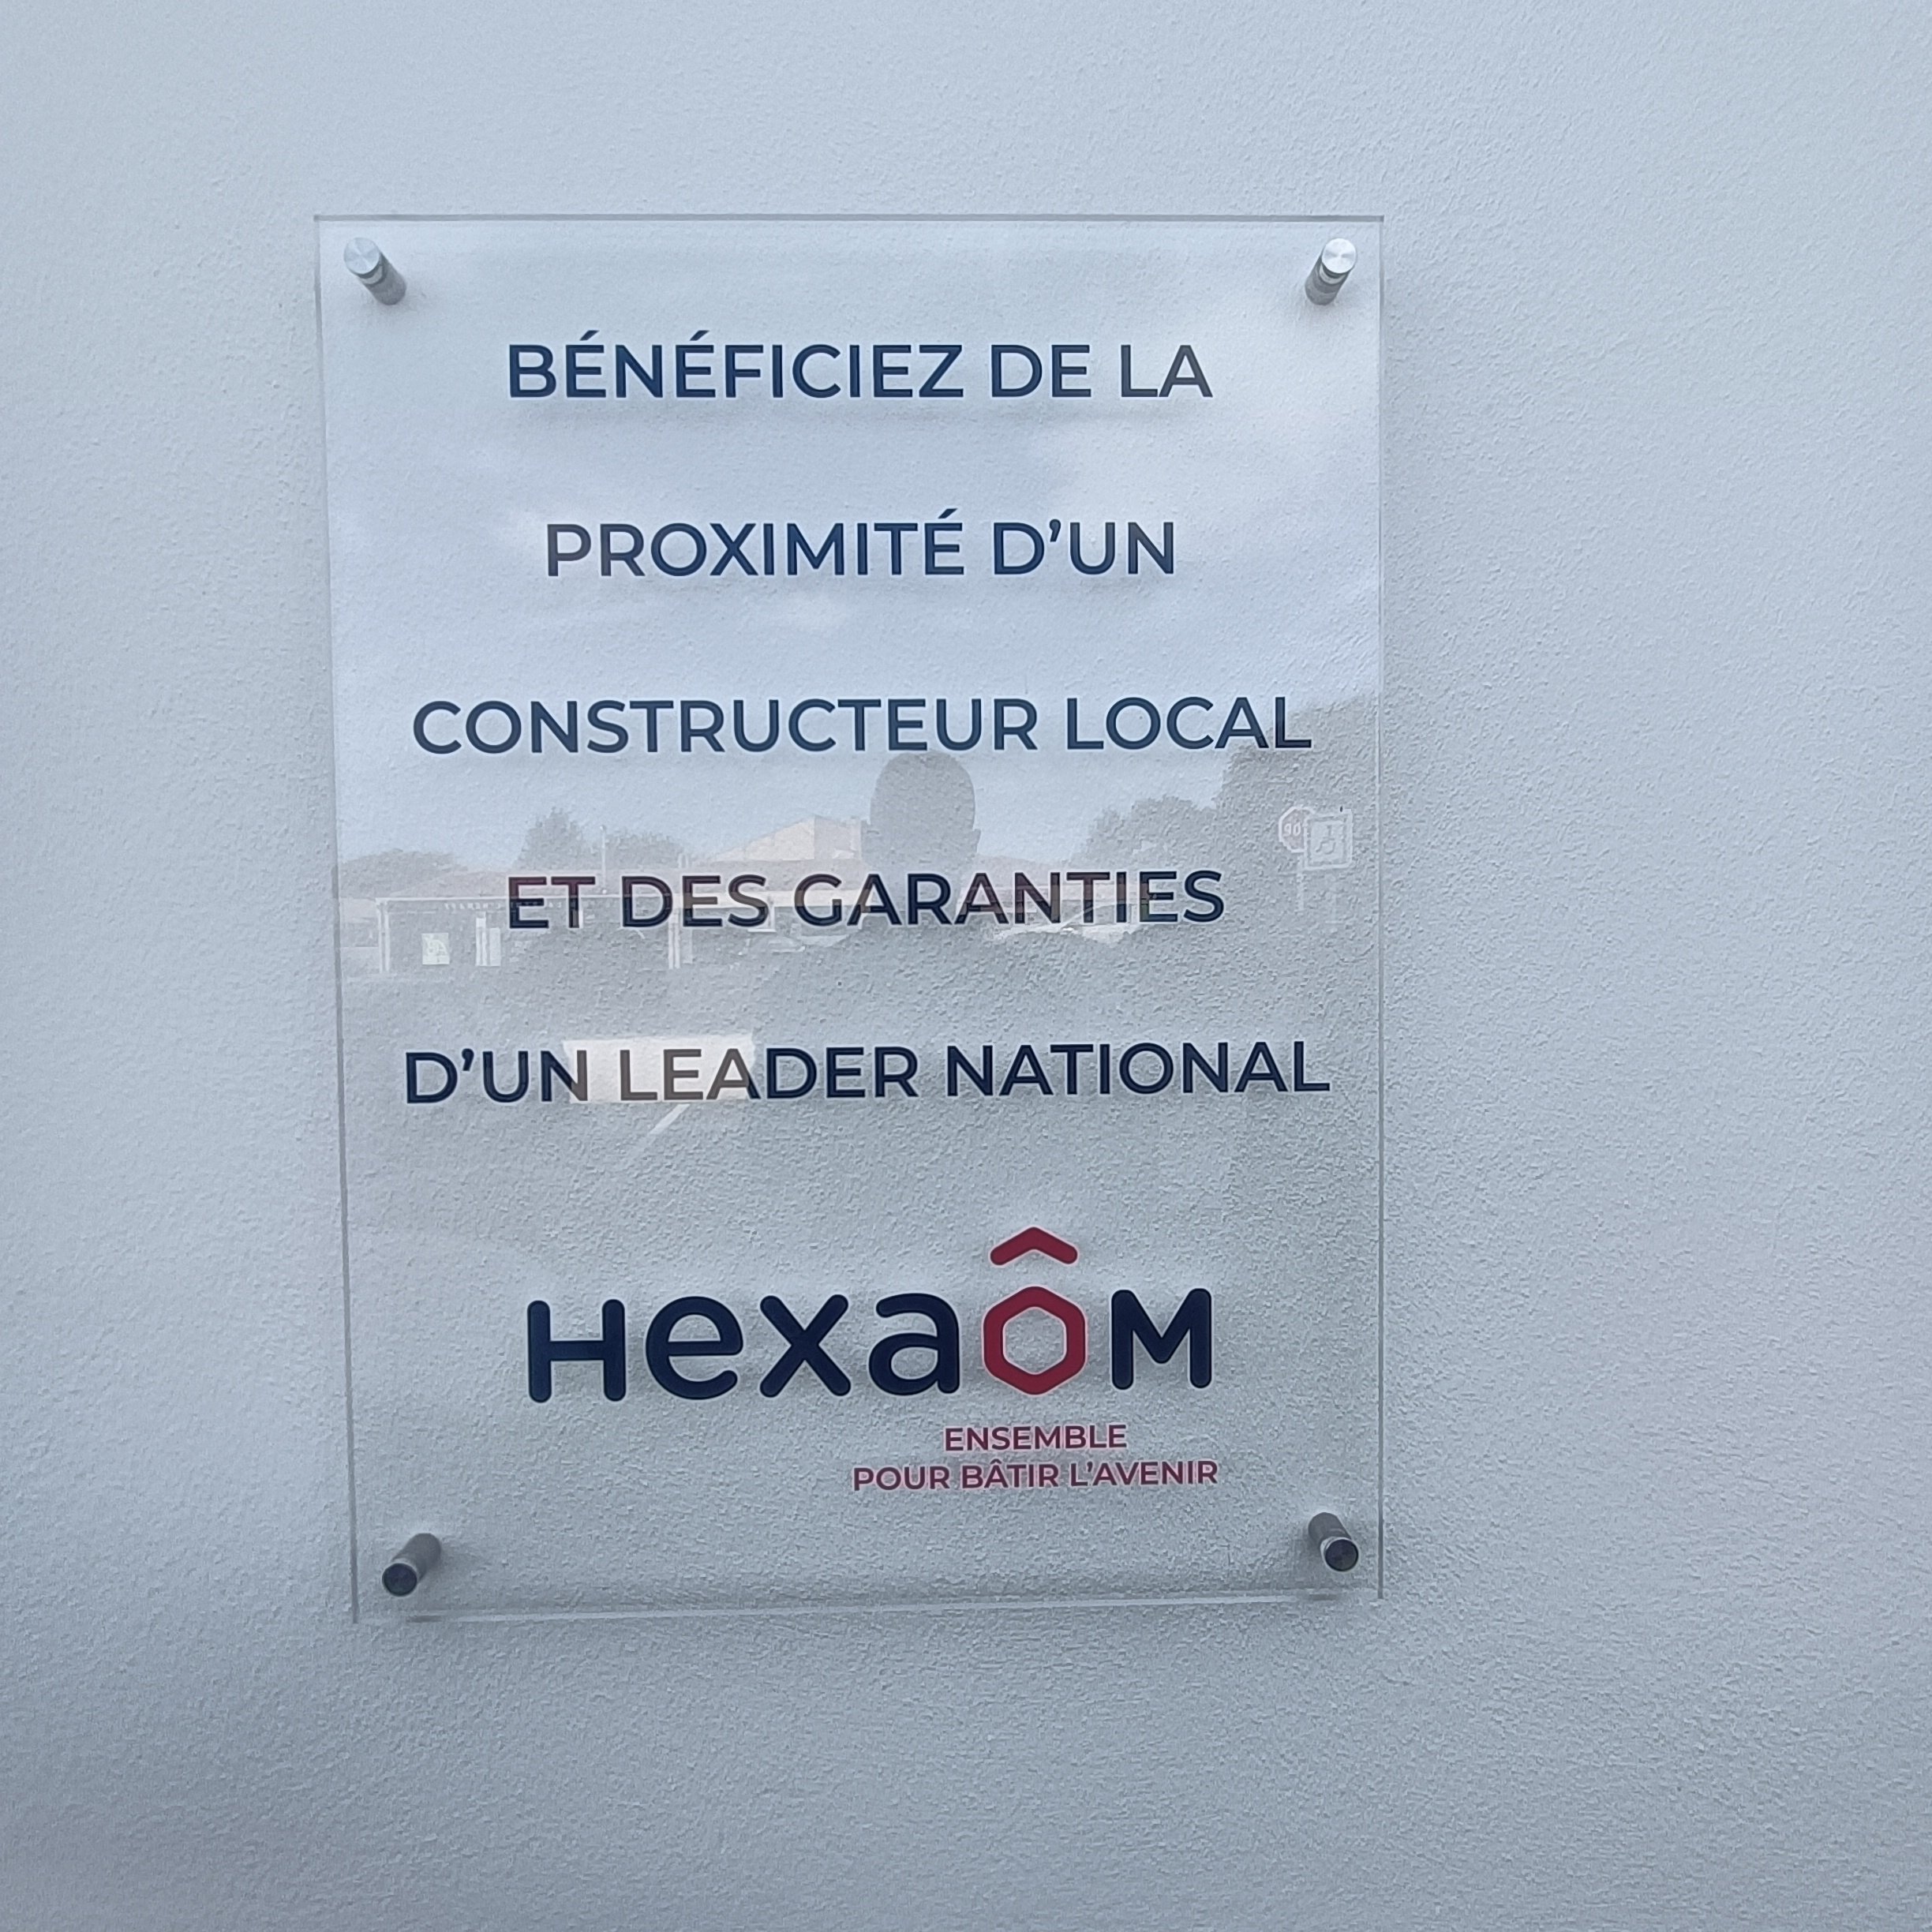 BÉNÉFICIEZ DE LA
PROXIMITÉ D'UN
CONSTRUCTEUR LOCAL
ET DES GARANTIES
D'UN LEADER NATIONAL
HexaÔM
ENSEMBLE
POUR BÂTIR L'AVENIR